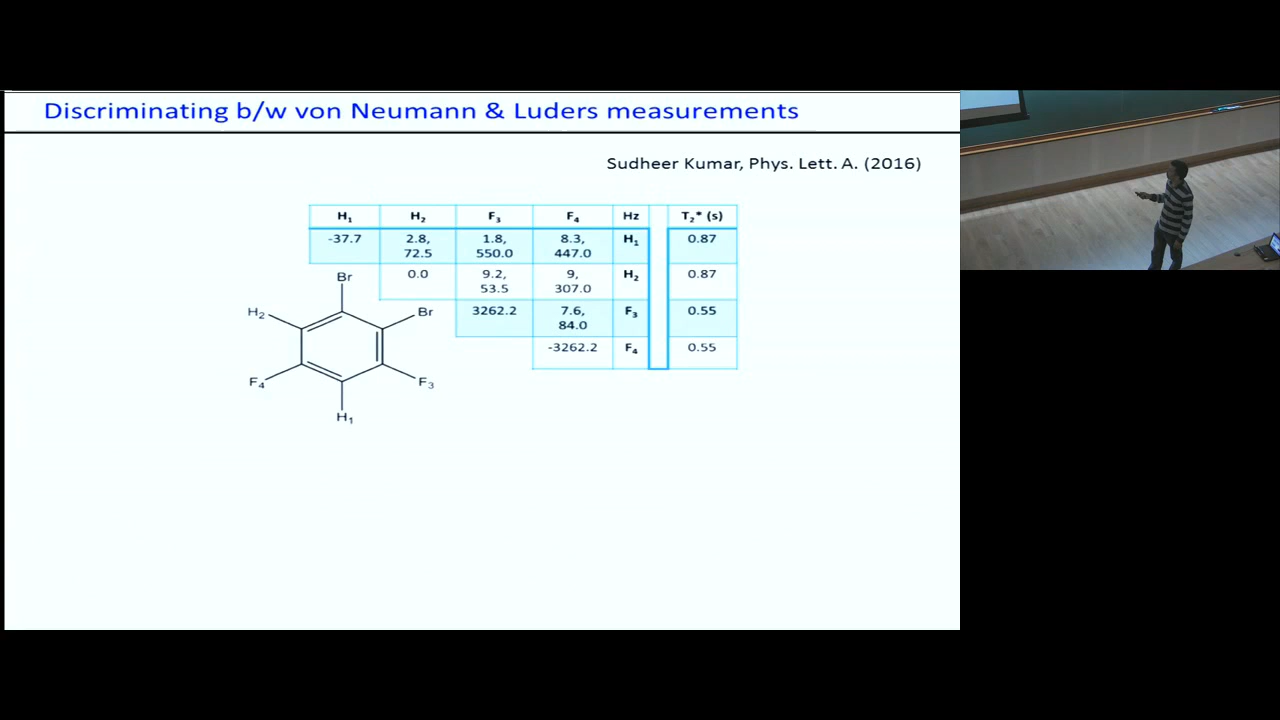 Discriminating b/w von Neumann & Luders measurements
Sudheer Kumar, Phys. Lett. A. (2016)
H₁ H₂ F₃ F₄ Hz T₂* (s)
-37.7 2.8, 72.5 1.8, 550.0 8.3, 447.0 H₁ 0.87
0.0 9.2, 53.5 9, 307.0 H₂ 0.87
3262.2 7.6, 84.0 F₃ 0.55
-3262.2 F₄ 0.55
Br
H₂ Br
F₄ F₃
H₁